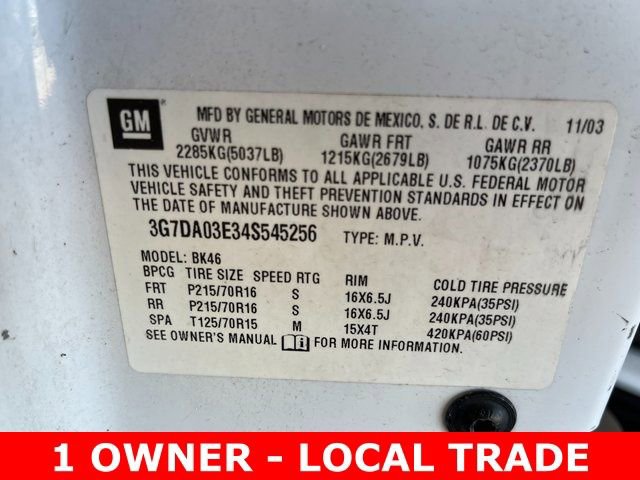 GM MFD BY GENERAL MOTORS DE MEXICO, S. DE R.L. DE C.V. 11/03
GVWR GAWR FRT GAWR RR
2285KG(5037LB) 1215KG(2679LB) 1075KG(2370LB)
THIS VEHICLE CONFORMS TO ALL APPLICABLE U.S. FEDERAL MOTOR
VEHICLE SAFETY AND THEFT PREVENTION STANDARDS IN EFFECT ON
THE DATE OF MANUFACTURE SHOWN ABOVE.
3G7DA03E34S545256 TYPE: M.P.V.
MODEL: BK46
BPCG TIRE SIZE SPEED RTG RIM COLD TIRE PRESSURE
FRT P215/70R16 S 16X6.5J 240KPA(35PSI)
RR P215/70R16 S 16X6.5J 240KPA(35PSI)
SPA T125/70R15 M 15X4T 420KPA(60PSI)
SEE OWNER'S MANUAL FOR MORE INFORMATION.
1 OWNER - LOCAL TRADE